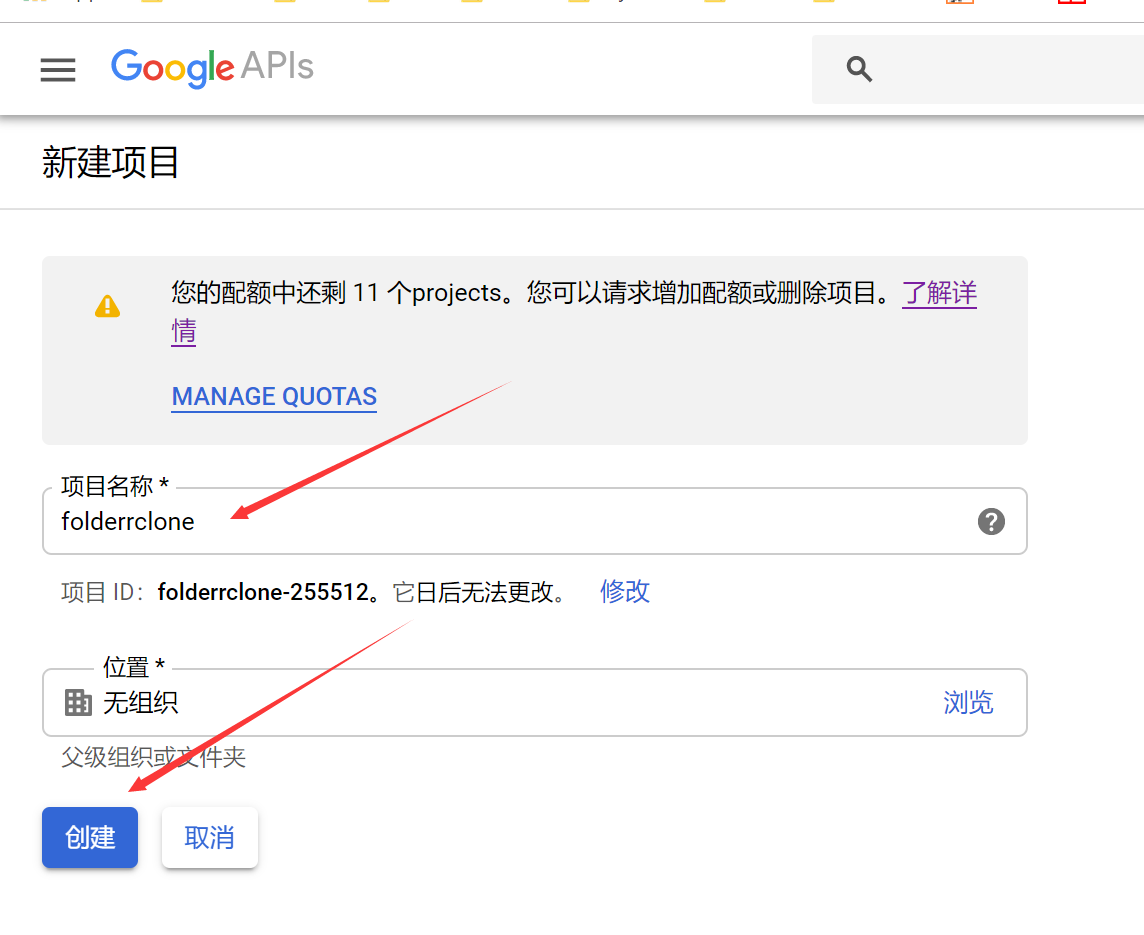 Google APIs
新建项目
您的配额中还剩 11 个projects。您可以请求增加配额或删除项目。了解详
情
MANAGE QUOTAS
项目名称 *
folderrclone
项目 ID：folderrclone-255512。它日后无法更改。 修改
位置 *
无组织 浏览
父级组织或文件夹
创建 取消